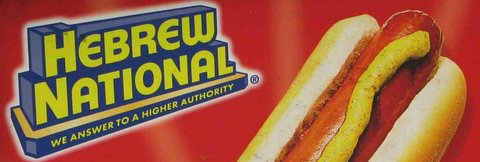 HEBREW
NATIONAL®
WE ANSWER TO A HIGHER AUTHORITY